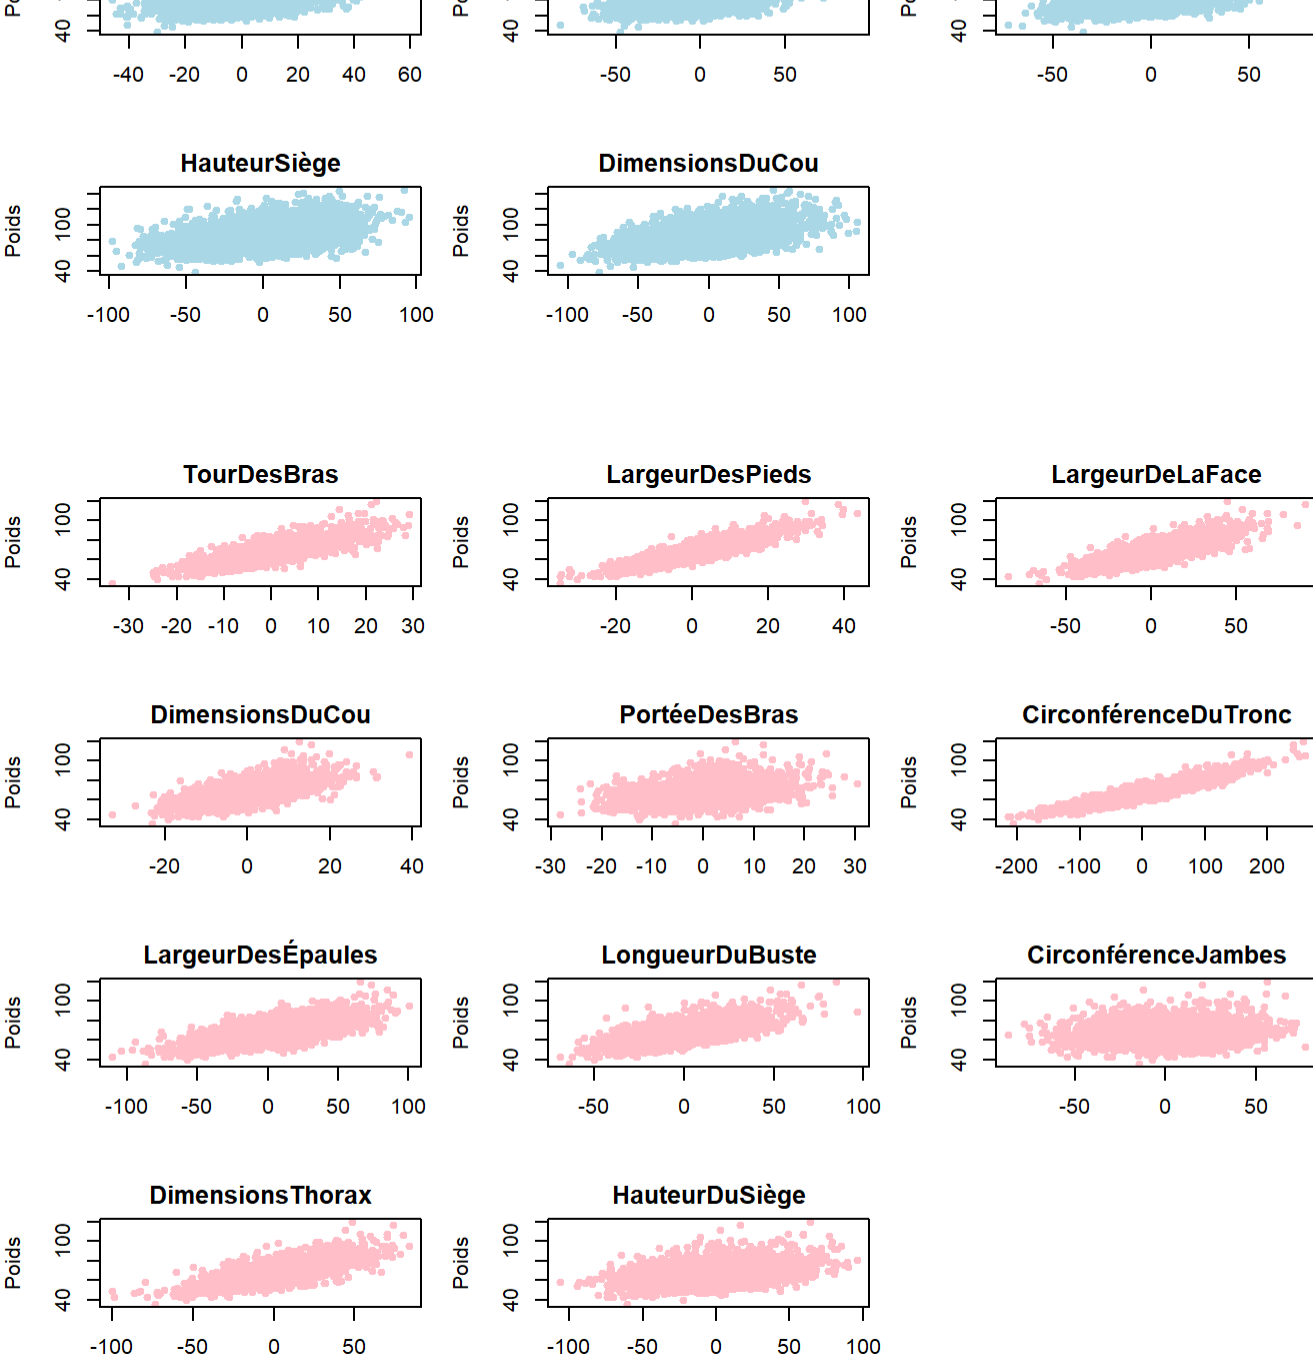 40
40
40
-40 -20 0 20 40 60
-50 0 50
-50 0 50
HauteurSiège
DimensionsDuCou
Poids
40 100
Poids
40 100
-100 -50 0 50 100
-100 -50 0 50 100
TourDesBras
LargeurDesPieds
LargeurDeLaFace
Poids
40 100
Poids
40 100
Poids
40 100
-30 -20 -10 0 10 20 30
-20 0 20 40
-50 0 50
DimensionsDuCou
PortéeDesBras
CirconférenceDuTronc
Poids
40 100
Poids
40 100
Poids
40 100
-20 0 20 40
-30 -20 -10 0 10 20 30
-200 -100 0 100 200
LargeurDesÉpaules
LongueurDuBuste
CirconférenceJambes
Poids
40 100
Poids
40 100
Poids
40 100
-100 -50 0 50 100
-50 0 50 100
-50 0 50
DimensionsThorax
HauteurDuSiège
Poids
40 100
Poids
40 100
-100 -50 0 50
-100 -50 0 50 100